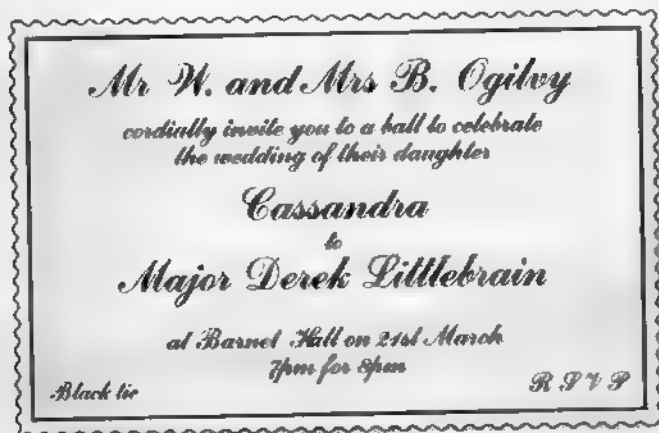 Mr W. and Mrs B. Ogilvy
cordially invite you to a ball to celebrate
the wedding of their daughter
Cassandra
to
Major Derek Littlebrain
at Barnet Hall on 21st March
7pm for 8pm
Black tie
R S V P